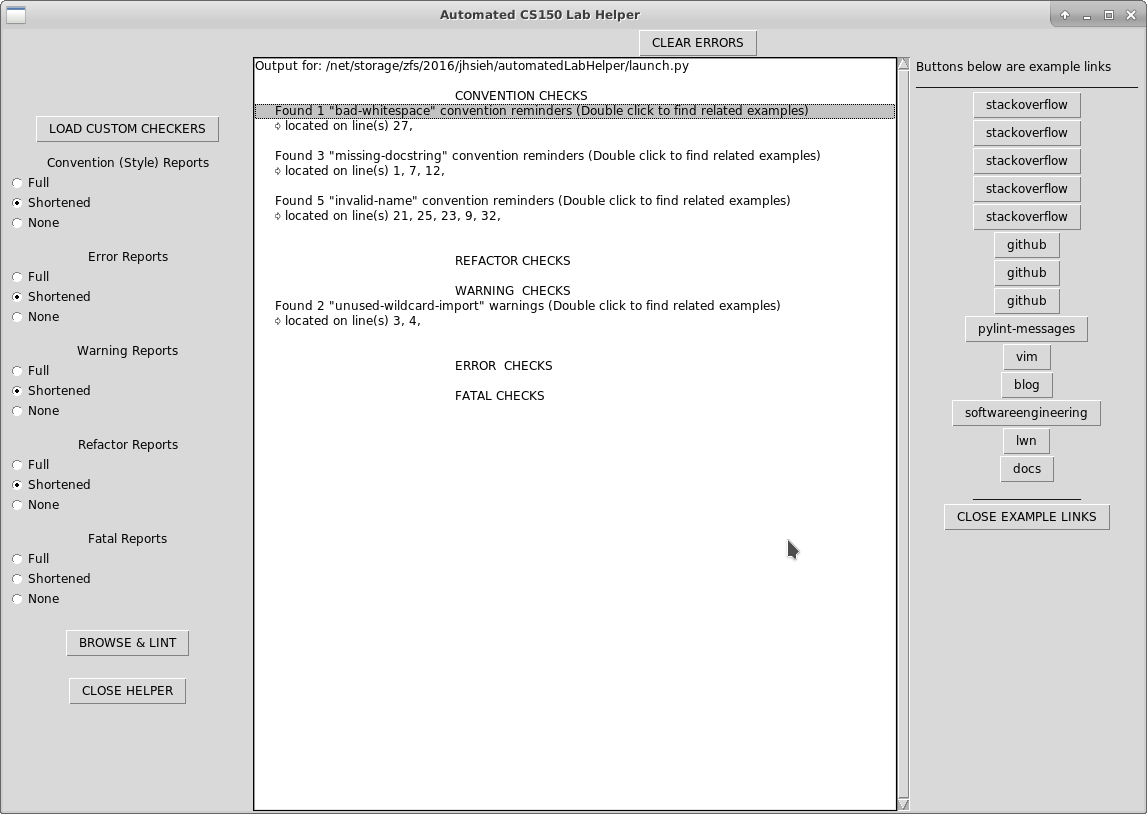 Automated CS150 Lab Helper
CLEAR ERRORS
LOAD CUSTOM CHECKERS
Convention (Style) Reports
Full
Shortened
None
Error Reports
Full
Shortened
None
Warning Reports
Full
Shortened
None
Refactor Reports
Full
Shortened
None
Fatal Reports
Full
Shortened
None
BROWSE & LINT
CLOSE HELPER
Output for: /net/storage/zfs/2016/jhsieh/automatedLabHelper/launch.py
CONVENTION CHECKS
Found 1 "bad-whitespace" convention reminders (Double click to find related examples)
➪ located on line(s) 27,
Found 3 "missing-docstring" convention reminders (Double click to find related examples)
➪ located on line(s) 1, 7, 12,
Found 5 "invalid-name" convention reminders (Double click to find related examples)
➪ located on line(s) 21, 25, 23, 9, 32,
REFACTOR CHECKS
WARNING  CHECKS
Found 2 "unused-wildcard-import" warnings (Double click to find related examples)
➪ located on line(s) 3, 4,
ERROR  CHECKS
FATAL CHECKS
Buttons below are example links
stackoverflow
stackoverflow
stackoverflow
stackoverflow
stackoverflow
github
github
github
pylint-messages
vim
blog
softwareengineering
lwn
docs
CLOSE EXAMPLE LINKS